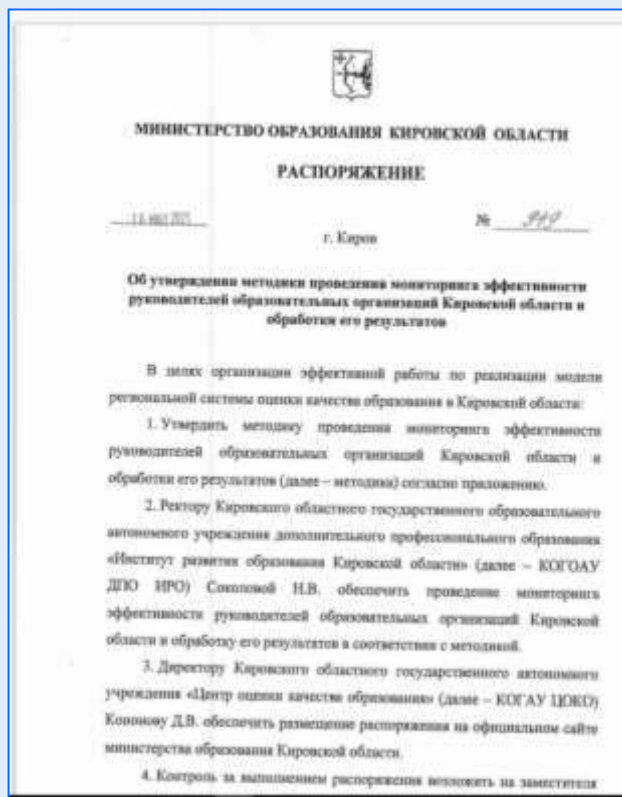 МИНИСТЕРСТВО ОБРАЗОВАНИЯ КИРОВСКОЙ ОБЛАСТИ
РАСПОРЯЖЕНИЕ
№ 949
г. Киров
Об утверждении методики проведения мониторинга эффективности
руководителей образовательных организаций Кировской области и
обработки его результатов
В целях организации эффективной работы по реализации модели
региональной системы оценки качества образования в Кировской области:
1. Утвердить методику проведения мониторинга эффективности
руководителей образовательных организаций Кировской области и
обработки его результатов (далее – методика) согласно приложению.
2. Ректору Кировского областного государственного образовательного
автономного учреждения дополнительного профессионального образования
«Институт развития образования Кировской области» (далее – КОГОАУ
ДПО ИРО) Соколовой Н.В. обеспечить проведение мониторинга
эффективности руководителей образовательных организаций Кировской
области и обработку его результатов в соответствии с методикой.
3. Директору Кировского областного государственного автономного
учреждения «Центр оценки качества образования» (далее – КОГАУ ЦОКО)
Д.В. обеспечить размещение распоряжения на официальном сайте
министерства образования Кировской области.
4. Контроль за выполнением распоряжения возложить на заместителя